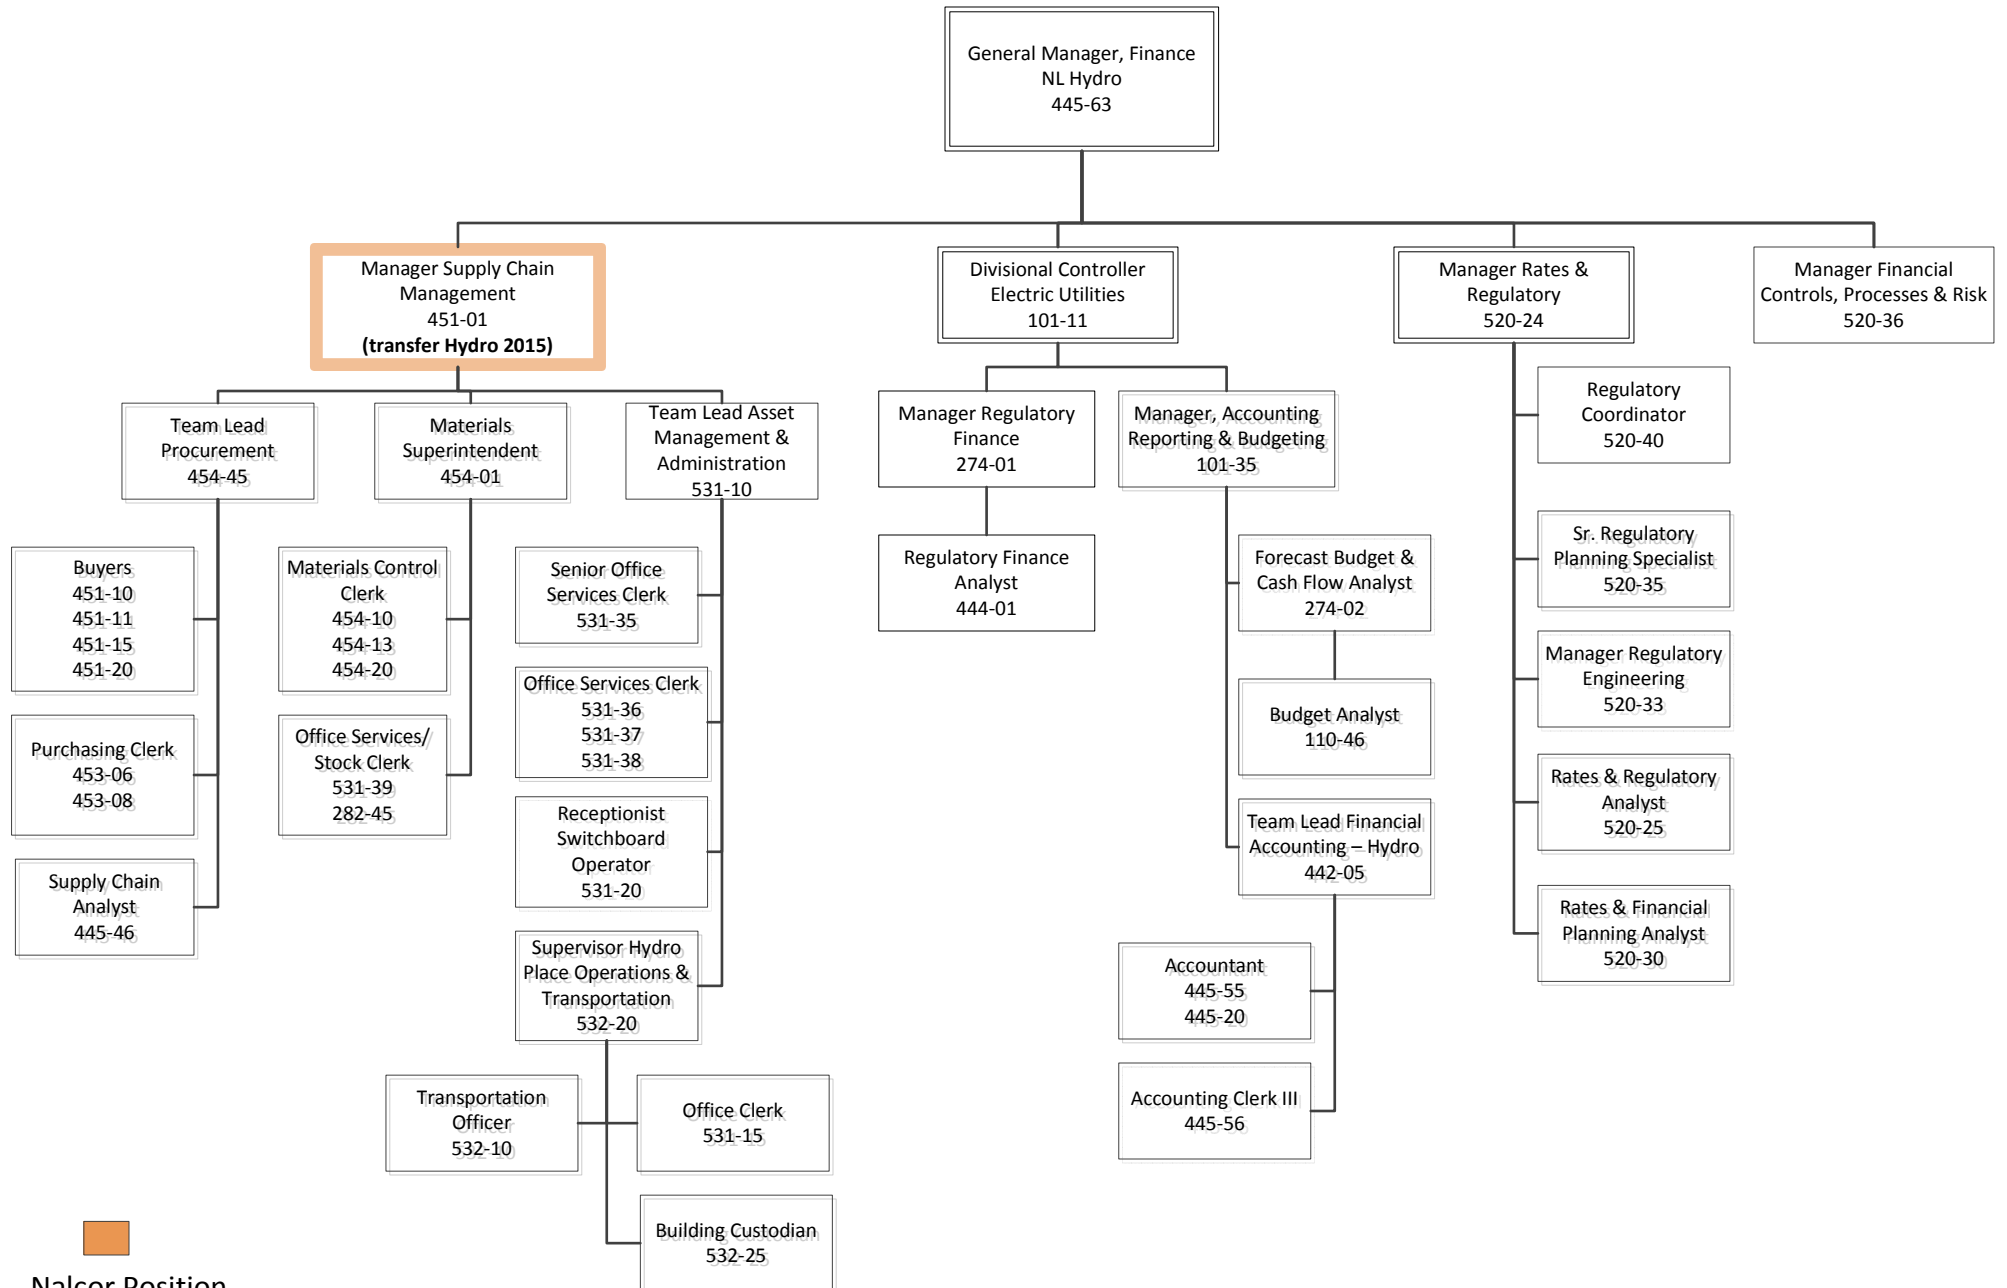 General Manager, Finance
NL Hydro
445-63
Manager Supply Chain
Management
451-01
(transfer Hydro 2015)
Divisional Controller
Electric Utilities
101-11
Manager Rates &
Regulatory
520-24
Manager Financial
Controls, Processes & Risk
520-36
Team Lead
Procurement
454-45
Materials
Superintendent
454-01
Team Lead Asset
Management &
Administration
531-10
Manager Regulatory
Finance
274-01
Manager, Accounting
Reporting & Budgeting
101-35
Regulatory
Coordinator
520-40
Buyers
451-10
451-11
451-15
451-20
Materials Control
Clerk
454-10
454-13
454-20
Senior Office
Services Clerk
531-35
Regulatory Finance
Analyst
444-01
Forecast Budget &
Cash Flow Analyst
274-02
Sr. Regulatory
Planning Specialist
520-35
Office Services Clerk
531-36
531-37
531-38
Budget Analyst
110-46
Manager Regulatory
Engineering
520-33
Purchasing Clerk
453-06
453-08
Office Services/
Stock Clerk
531-39
282-45
Receptionist
Switchboard
Operator
531-20
Team Lead Financial
Accounting – Hydro
442-05
Rates & Regulatory
Analyst
520-25
Supply Chain
Analyst
445-46
Supervisor Hydro
Place Operations &
Transportation
532-20
Accountant
445-55
445-20
Rates & Financial
Planning Analyst
520-30
Transportation
Officer
532-10
Office Clerk
531-15
Accounting Clerk III
445-56
Building Custodian
532-25
Nalcor Position